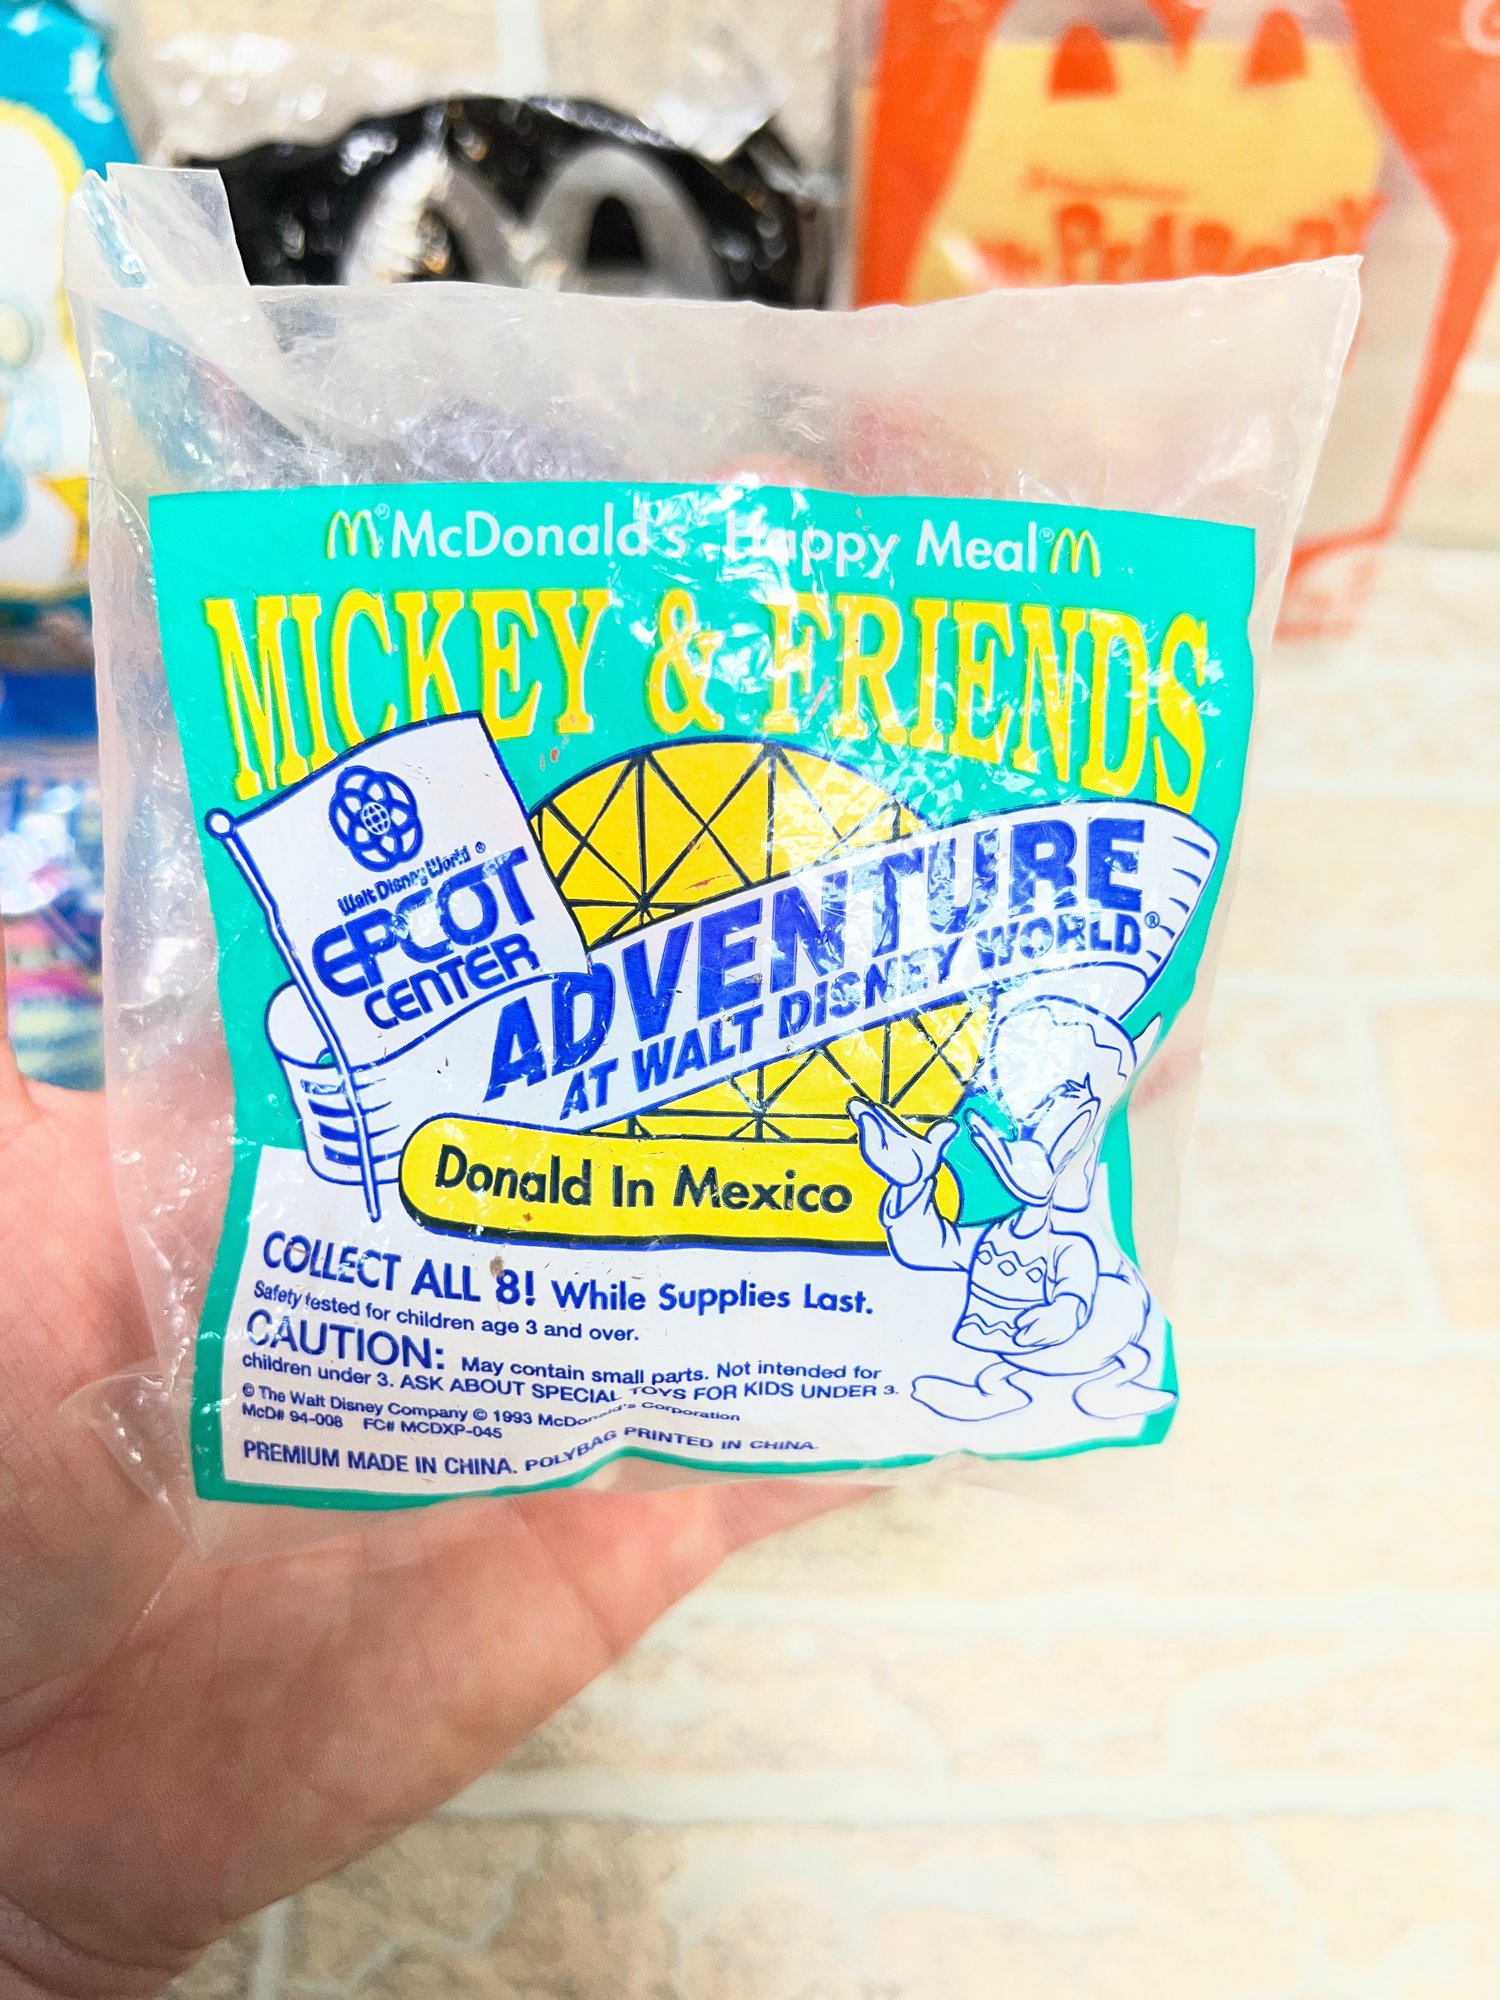 McDonald's® Happy Meal®
MICKEY & FRIENDS
Walt Disney World®
EPCOT
CENTER
ADVENTURE
AT WALT DISNEY WORLD®
Donald In Mexico
COLLECT ALL 8! While Supplies Last.
Safety tested for children age 3 and over.
CAUTION: May contain small parts. Not intended for
children under 3. ASK ABOUT SPECIAL TOYS FOR KIDS UNDER 3.
© The Walt Disney Company © 1993 McDonald's Corporation
McD# 94-008 FC# MCDXP-045
PREMIUM MADE IN CHINA. POLYBAG PRINTED IN CHINA.